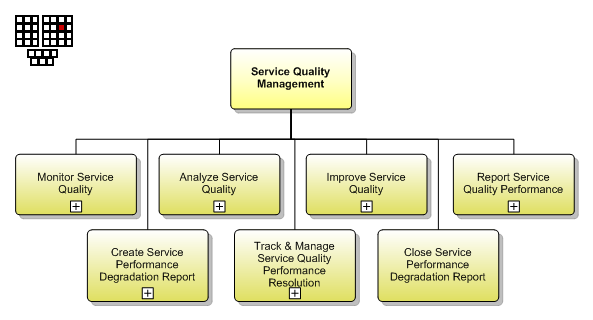 Service Quality
Management
Monitor Service
Quality
Analyze Service
Quality
Improve Service
Quality
Report Service
Quality Performance
Create Service
Performance
Degradation Report
Track & Manage
Service Quality
Performance
Resolution
Close Service
Performance
Degradation Report